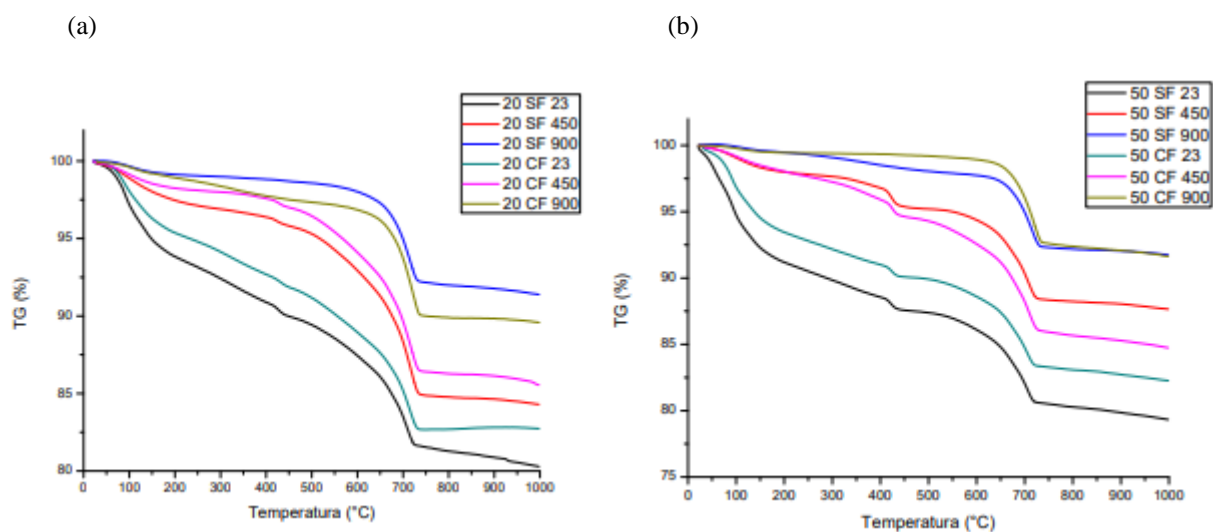 (a)
(b)
20 SF 23
20 SF 450
20 SF 900
20 CF 23
20 CF 450
20 CF 900
50 SF 23
50 SF 450
50 SF 900
50 CF 23
50 CF 450
50 CF 900
TG (%)
100
95
90
85
80
0 100 200 300 400 500 600 700 800 900 1000
Temperatura (°C)
TG (%)
100
95
90
85
80
75
0 100 200 300 400 500 600 700 800 900 1000
Temperatura (°C)